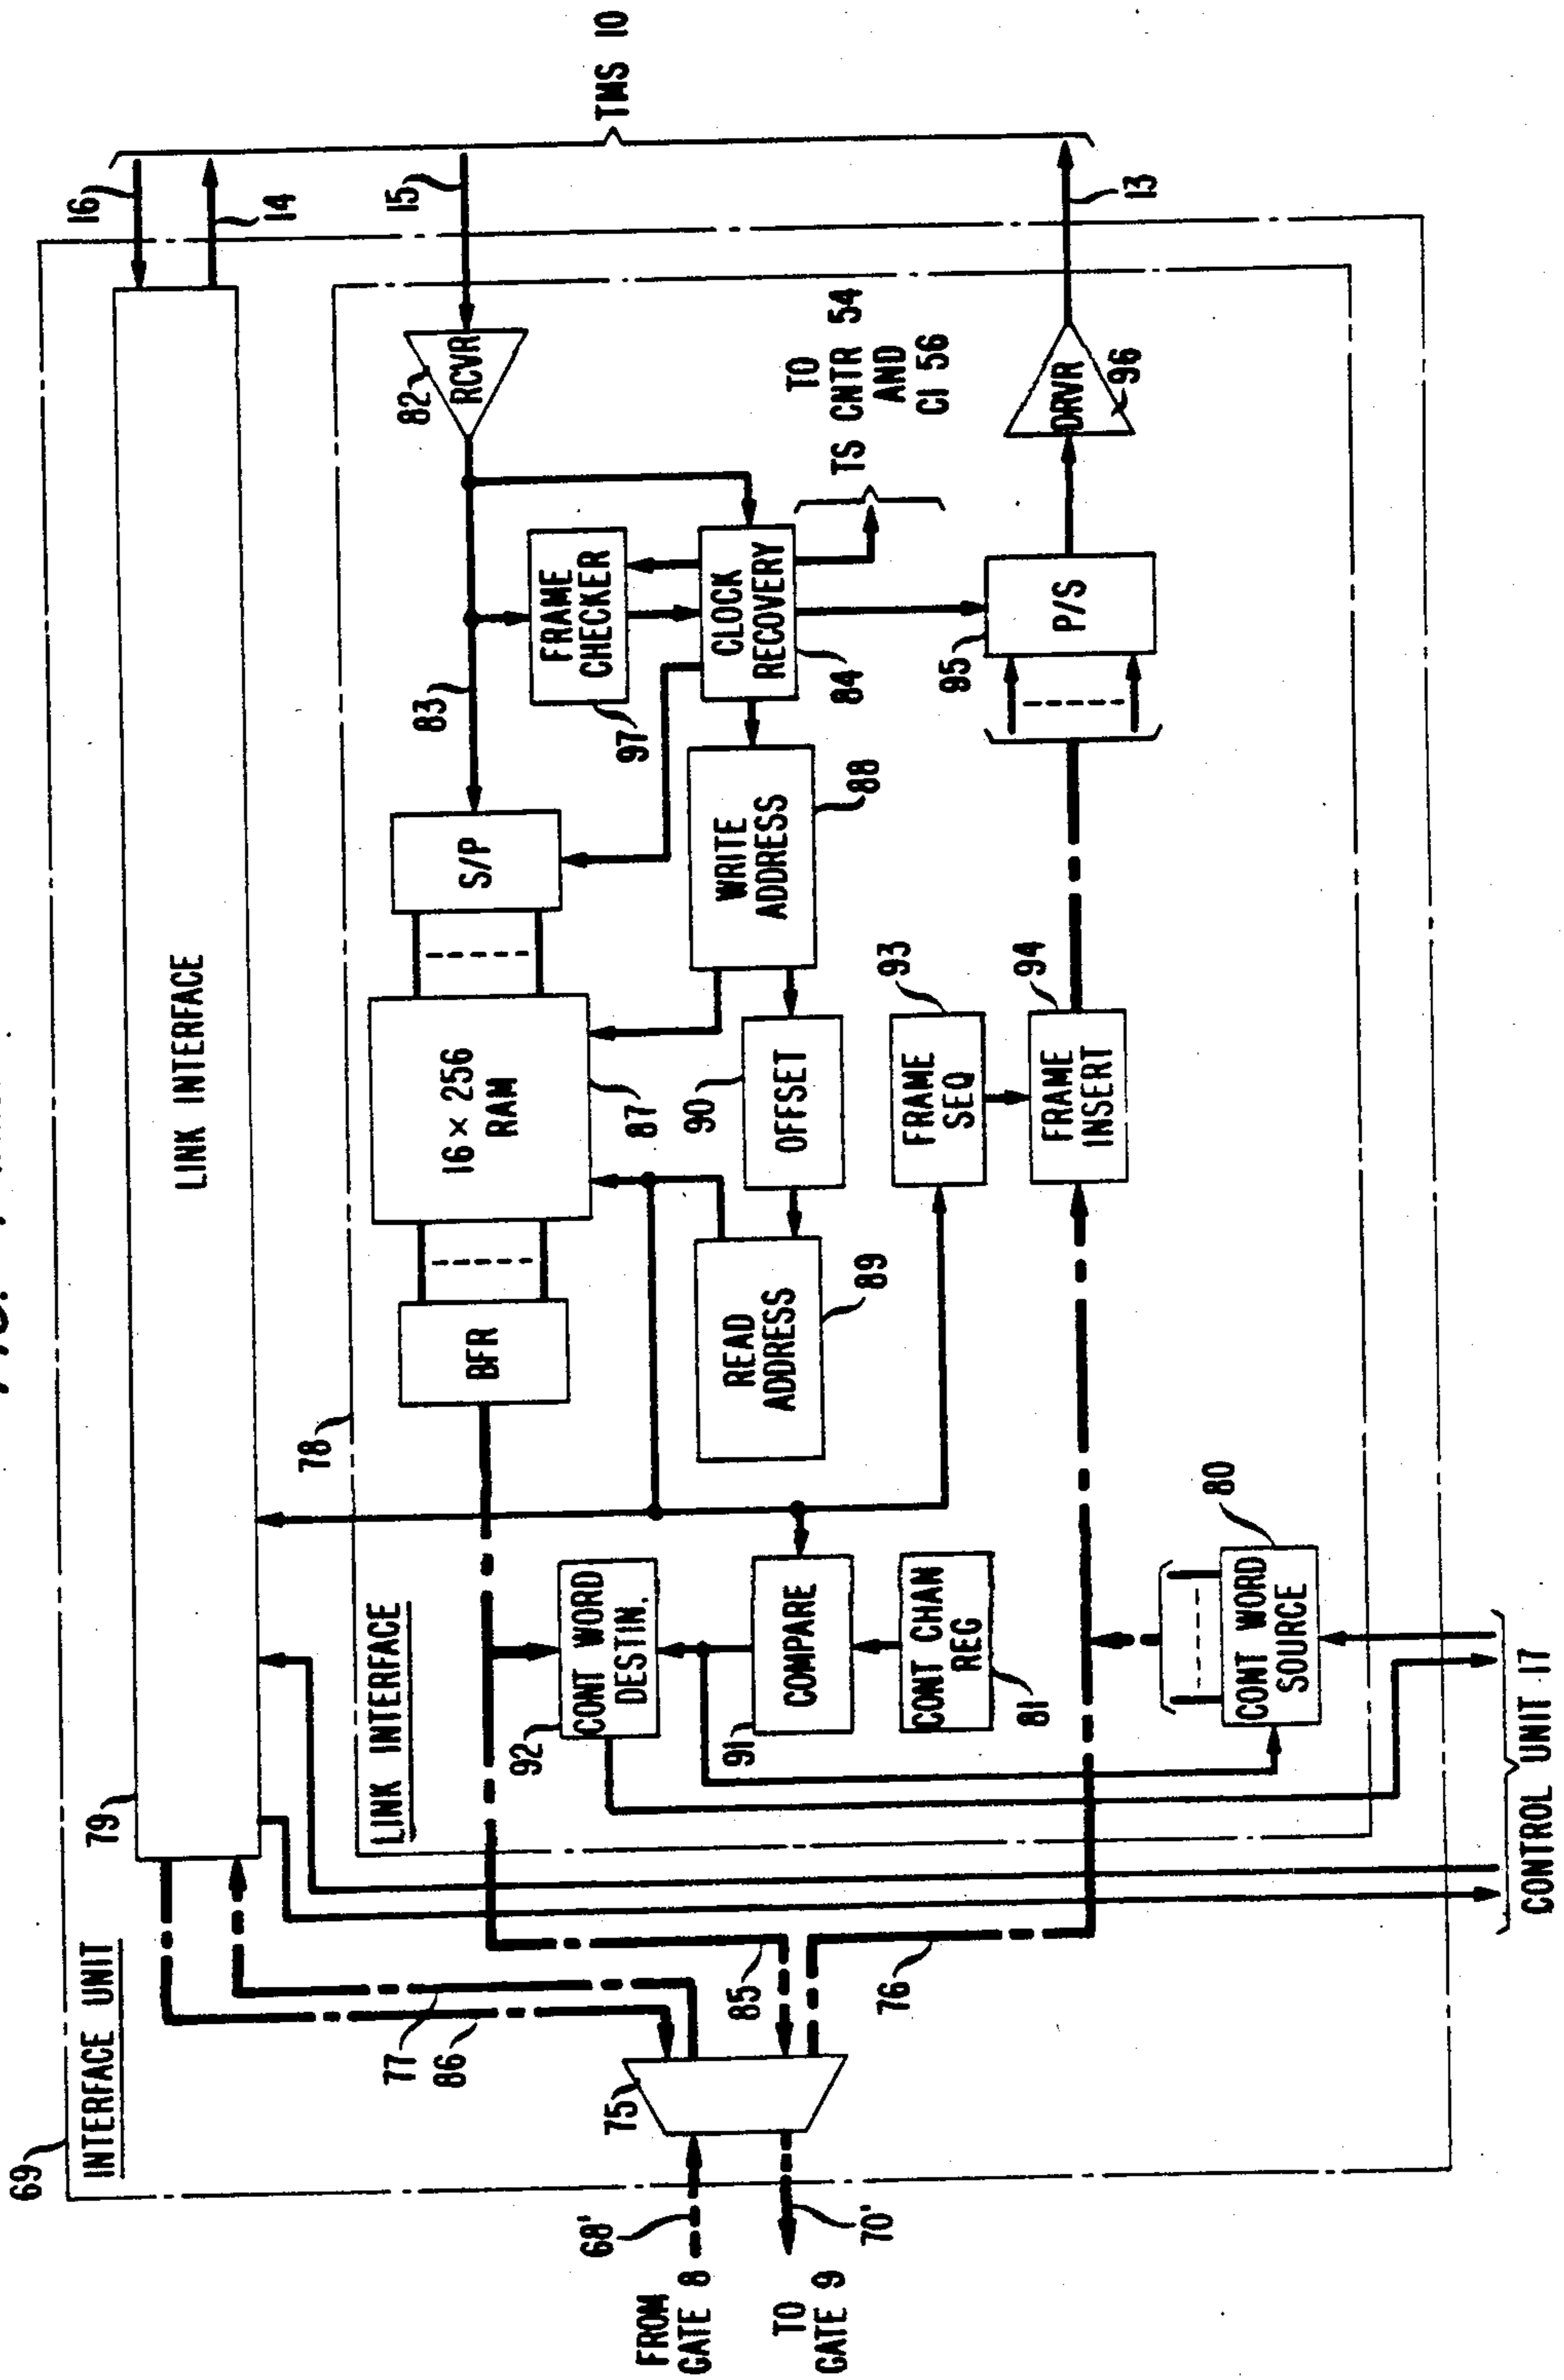 69
INTERFACE UNIT
79
LINK INTERFACE
16
14
TMS 10
77
86
78
LINK INTERFACE
BFR
16 × 256
RAM
87
S/P
83
82
RCVR
15
FRAME
CHECKER
97
CLOCK
RECOVERY
84
TO
TS CNTR 54
AND
CI 56
WRITE
ADDRESS
88
90
OFFSET
READ
ADDRESS
89
92
CONT WORD
DESTIN.
91
COMPARE
CONT CHAN
REG
81
FRAME
SEQ
93
FRAME
INSERT
94
95
P/S
DRVR
96
13
80
CONT WORD
SOURCE
85
76
75
68'
FROM
GATE 8
70'
TO
GATE 9
CONTROL UNIT 17